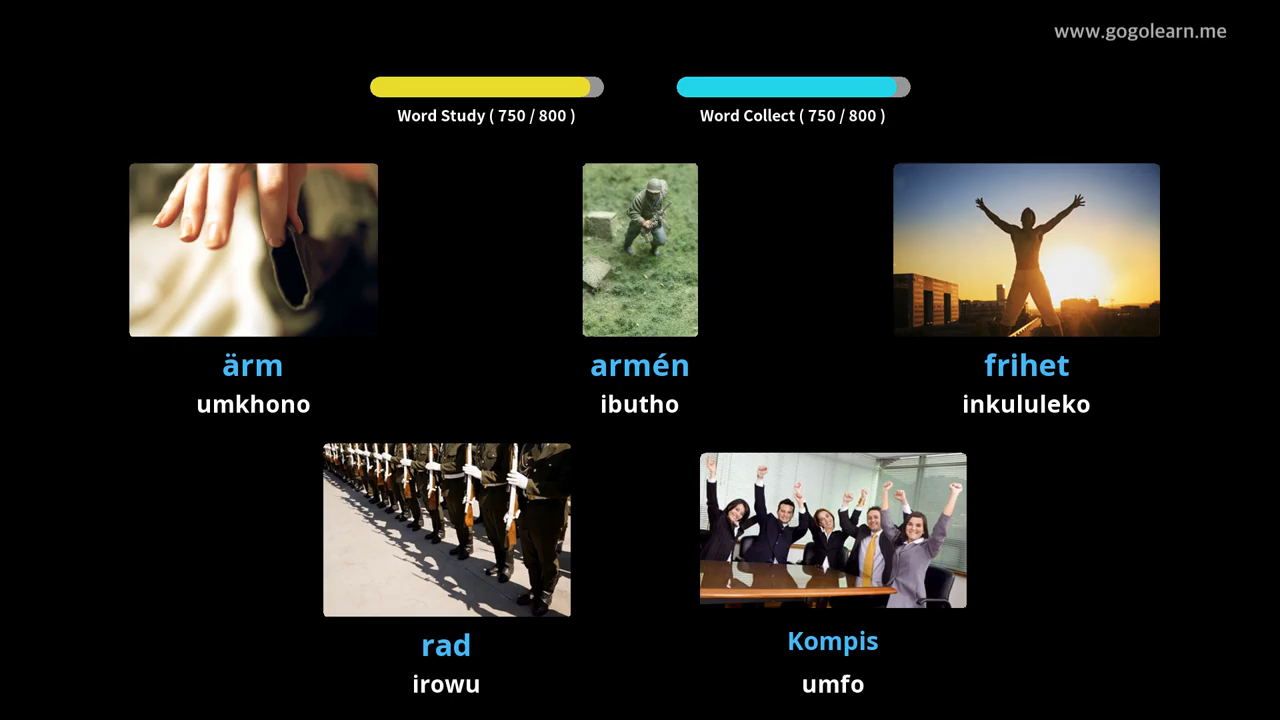 www.gogolearn.me
Word Study ( 750 / 800 )
Word Collect ( 750 / 800 )
ärm
umkhono
armén
ibutho
frihet
inkululeko
rad
irowu
Kompis
umfo